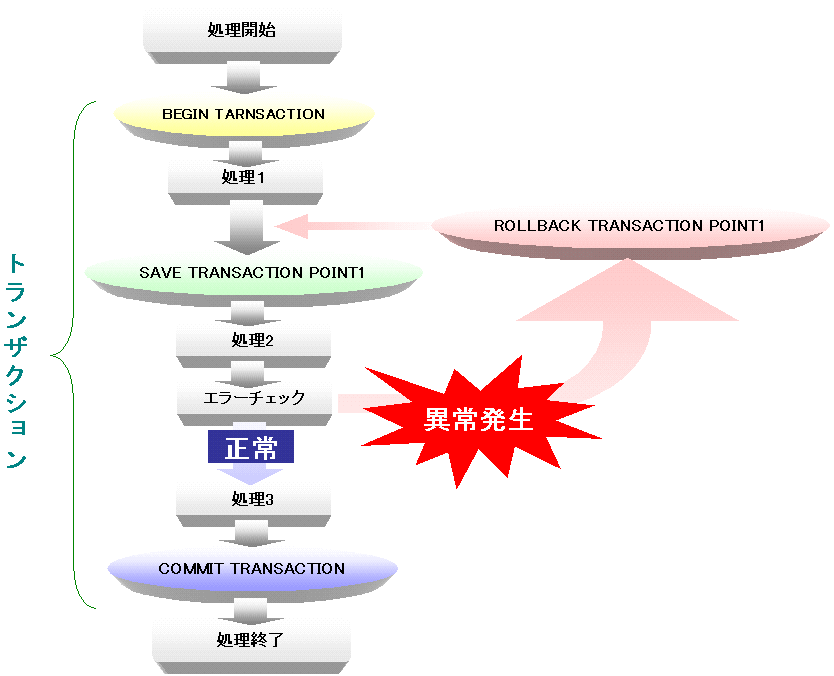 処理開始
BEGIN TARNSACTION
処理1
ROLLBACK TRANSACTION POINT1
SAVE TRANSACTION POINT1
トランザクション
処理2
エラーチェック
異常発生
正常
処理3
COMMIT TRANSACTION
処理終了